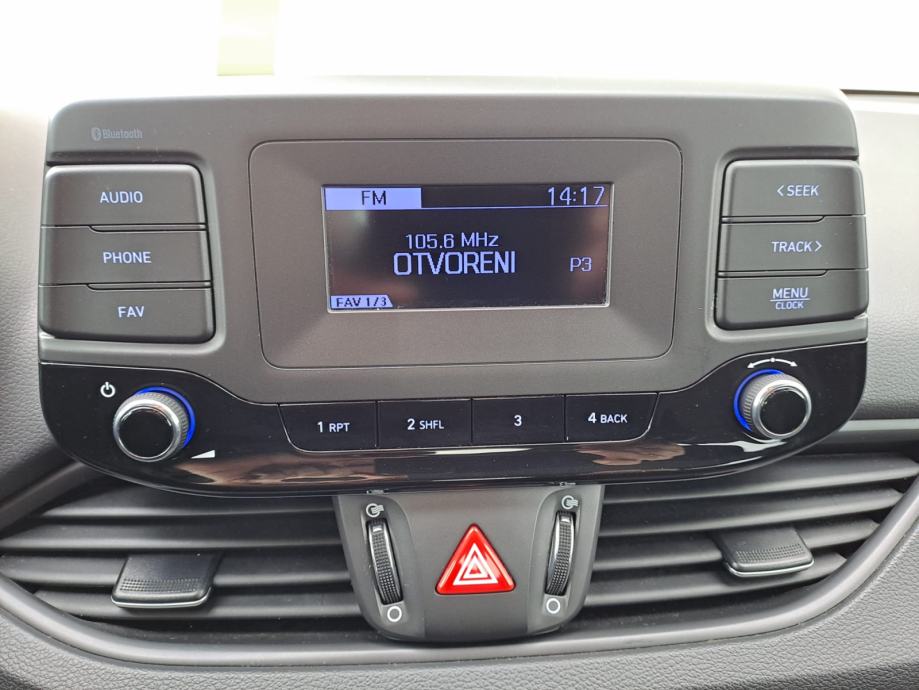 Bluetooth
AUDIO
PHONE
FAV
FM 14:17
105.6 MHz
OTVORENI P3
FAV 1/3
< SEEK
TRACK >
MENU
CLOCK
1 RPT
2 SHFL
3
4 BACK